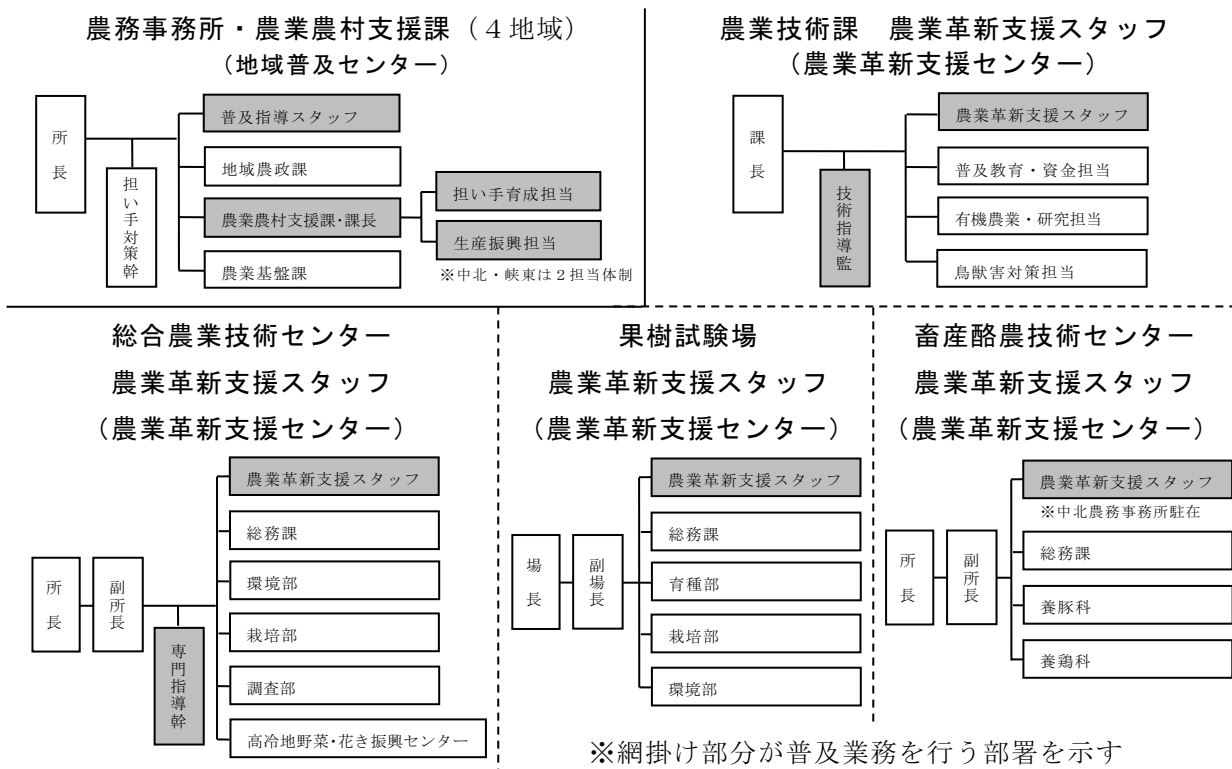 農務事務所・農業農村支援課（４地域）
（地域普及センター）
所長
担い手対策幹
普及指導スタッフ
地域農政課
農業農村支援課・課長
農業基盤課
担い手育成担当
生産振興担当
※中北・峡東は２担当体制
農業技術課　農業革新支援スタッフ
（農業革新支援センター）
課長
技術指導監
農業革新支援スタッフ
普及教育・資金担当
有機農業・研究担当
鳥獣害対策担当
総合農業技術センター
農業革新支援スタッフ
（農業革新支援センター）
所長
副所長
専門指導幹
農業革新支援スタッフ
総務課
環境部
栽培部
調査部
高冷地野菜・花き振興センター
果樹試験場
農業革新支援スタッフ
（農業革新支援センター）
場長
副場長
農業革新支援スタッフ
総務課
育種部
栽培部
環境部
畜産酪農技術センター
農業革新支援スタッフ
（農業革新支援センター）
所長
副所長
農業革新支援スタッフ
※中北農務事務所駐在
総務課
養豚科
養鶏科
※網掛け部分が普及業務を行う部署を示す